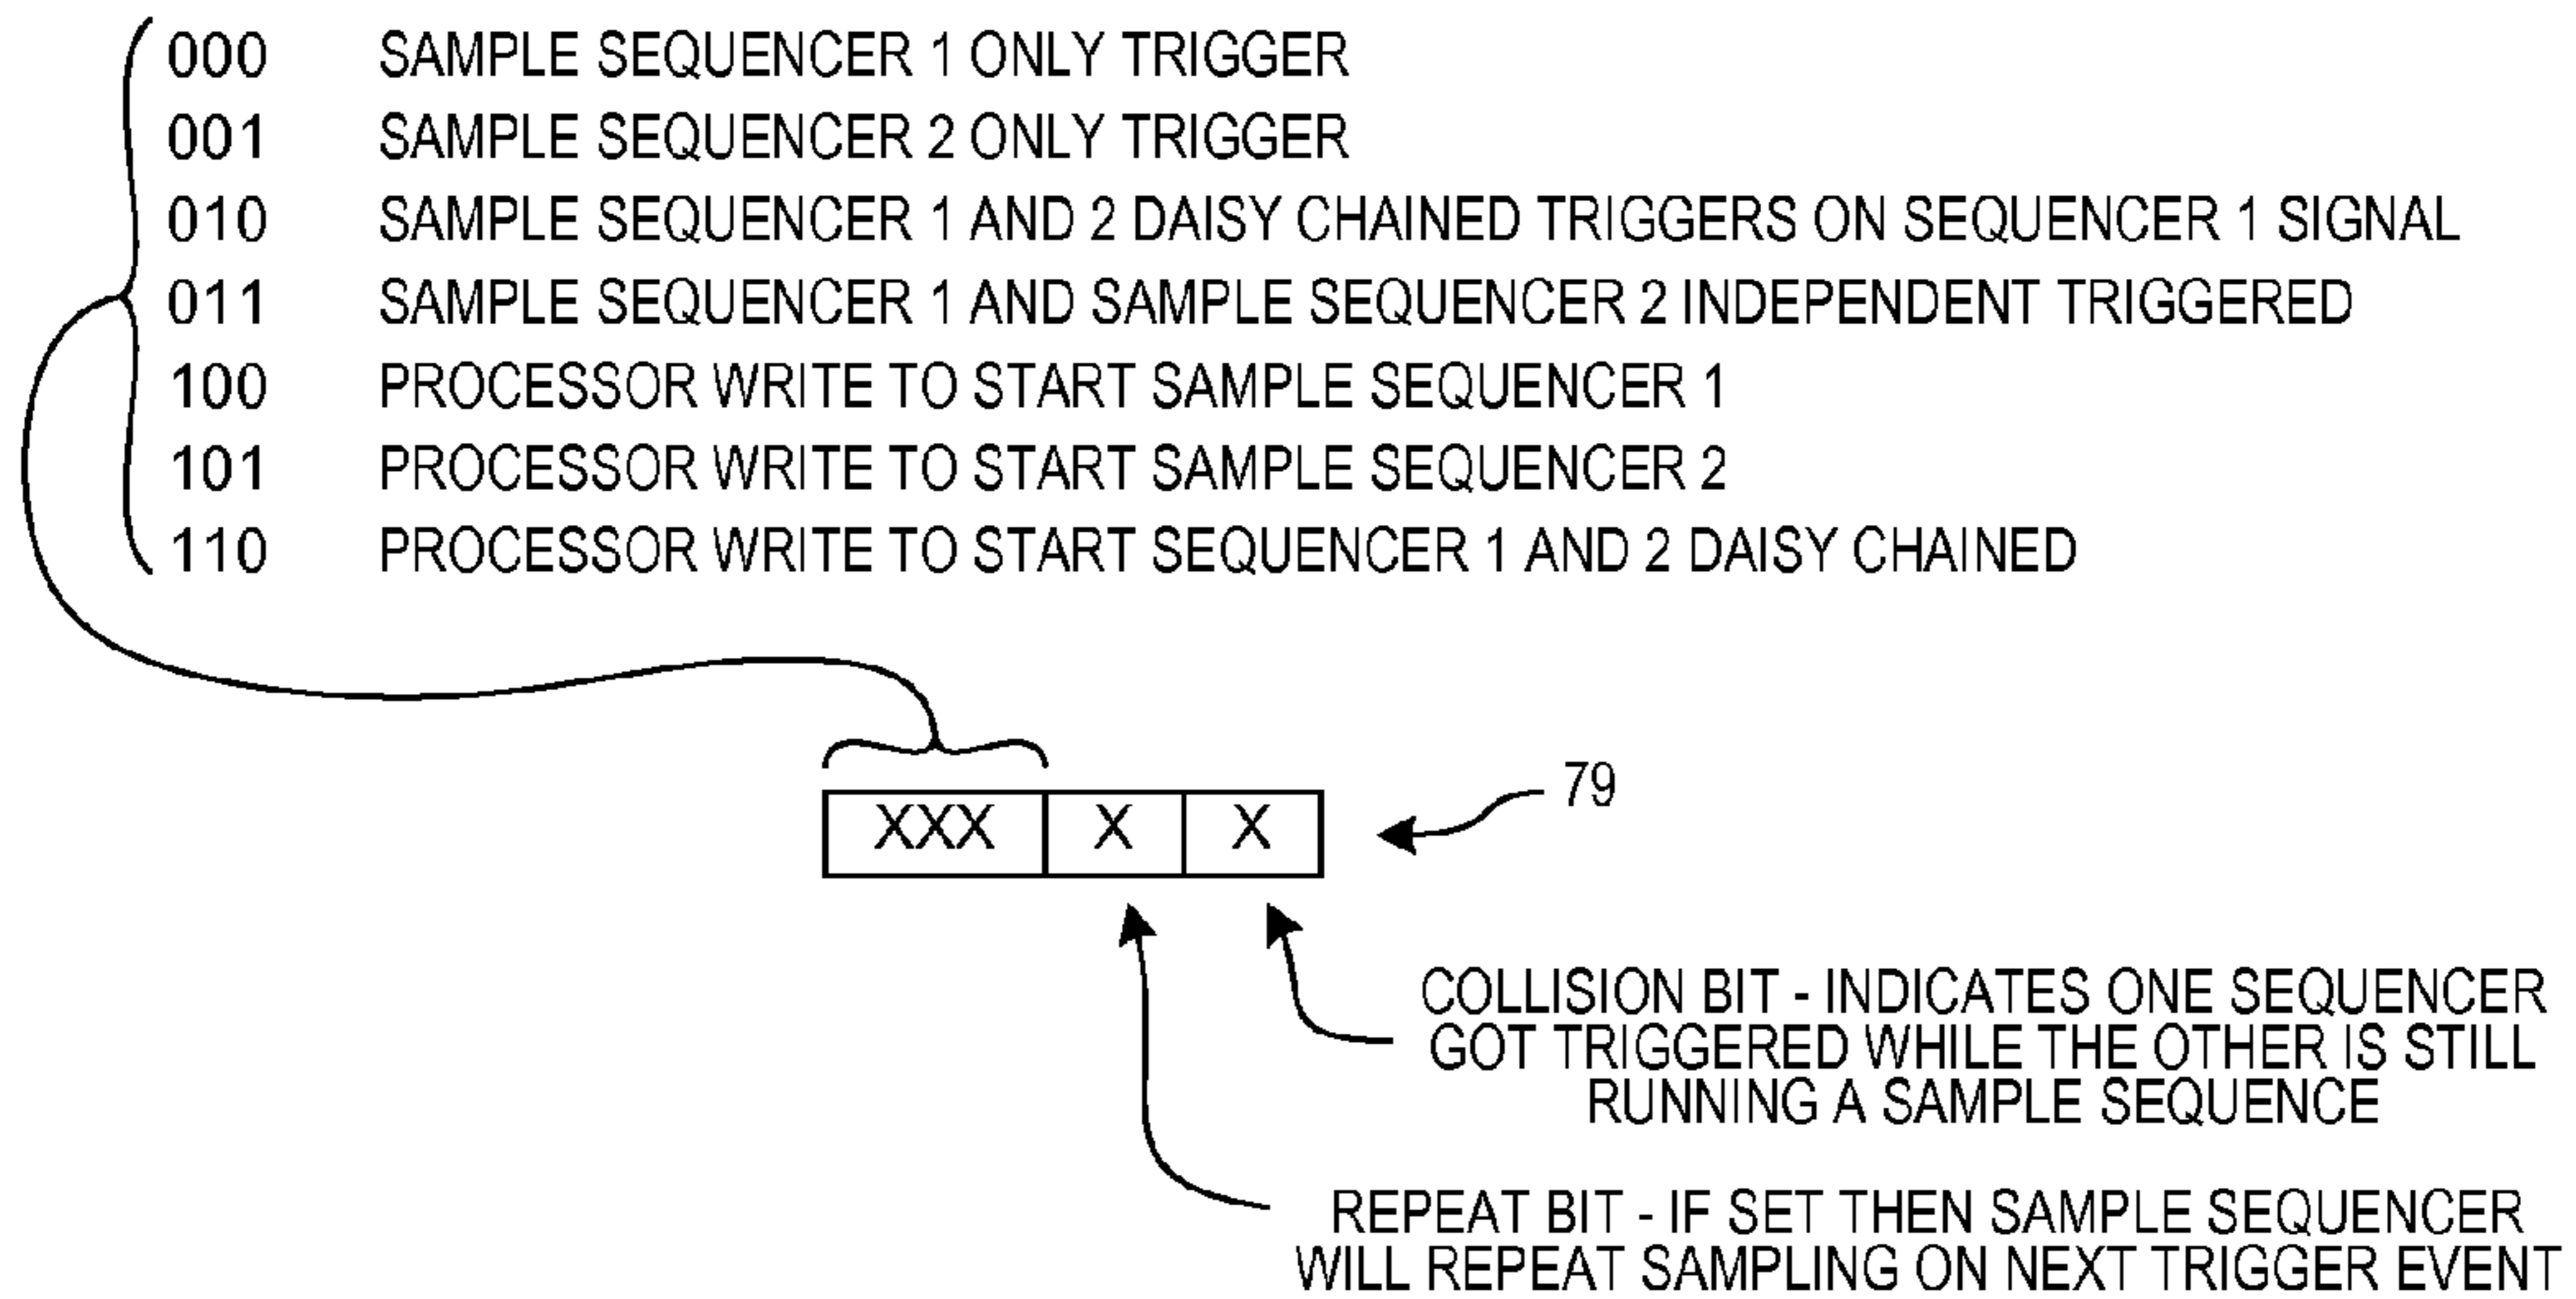 000 SAMPLE SEQUENCER 1 ONLY TRIGGER
001 SAMPLE SEQUENCER 2 ONLY TRIGGER
010 SAMPLE SEQUENCER 1 AND 2 DAISY CHAINED TRIGGERS ON SEQUENCER 1 SIGNAL
011 SAMPLE SEQUENCER 1 AND SAMPLE SEQUENCER 2 INDEPENDENT TRIGGERED
100 PROCESSOR WRITE TO START SAMPLE SEQUENCER 1
101 PROCESSOR WRITE TO START SAMPLE SEQUENCER 2
110 PROCESSOR WRITE TO START SEQUENCER 1 AND 2 DAISY CHAINED
79
XXX X X
COLLISION BIT - INDICATES ONE SEQUENCER
GOT TRIGGERED WHILE THE OTHER IS STILL
RUNNING A SAMPLE SEQUENCE
REPEAT BIT - IF SET THEN SAMPLE SEQUENCER
WILL REPEAT SAMPLING ON NEXT TRIGGER EVENT